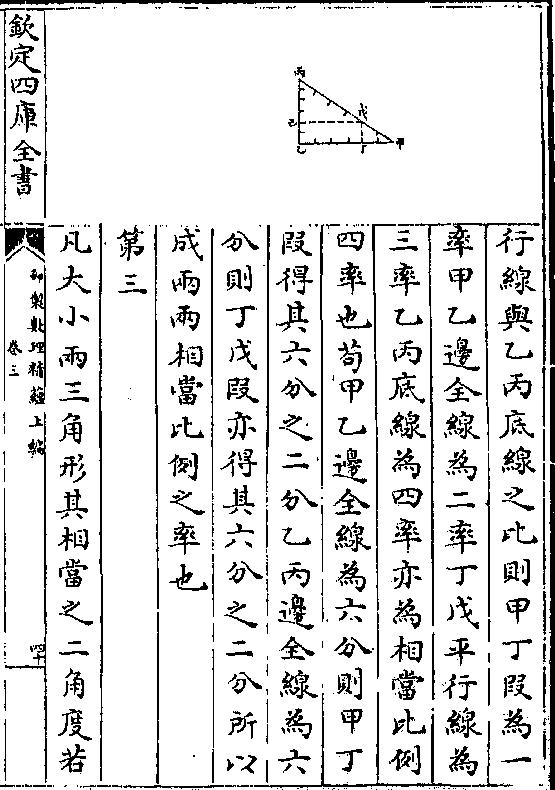 行線與乙丙底線之比則甲丁段為一
率甲乙邊全線為二率丁戊平行線為
三率乙丙底線為四率亦為相當比例
四率也茍甲乙邊全線為六分則甲丁
段得其六分之二分乙丙邊全線為六
分則丁戊段亦得其六分之二分所以
成兩兩相當比例之率也
第三
凡大小兩三角形其相當之二角度若
欽定四庫全書
御製數理精蘊上編
卷三
丙
戊
己
甲
乙
丁